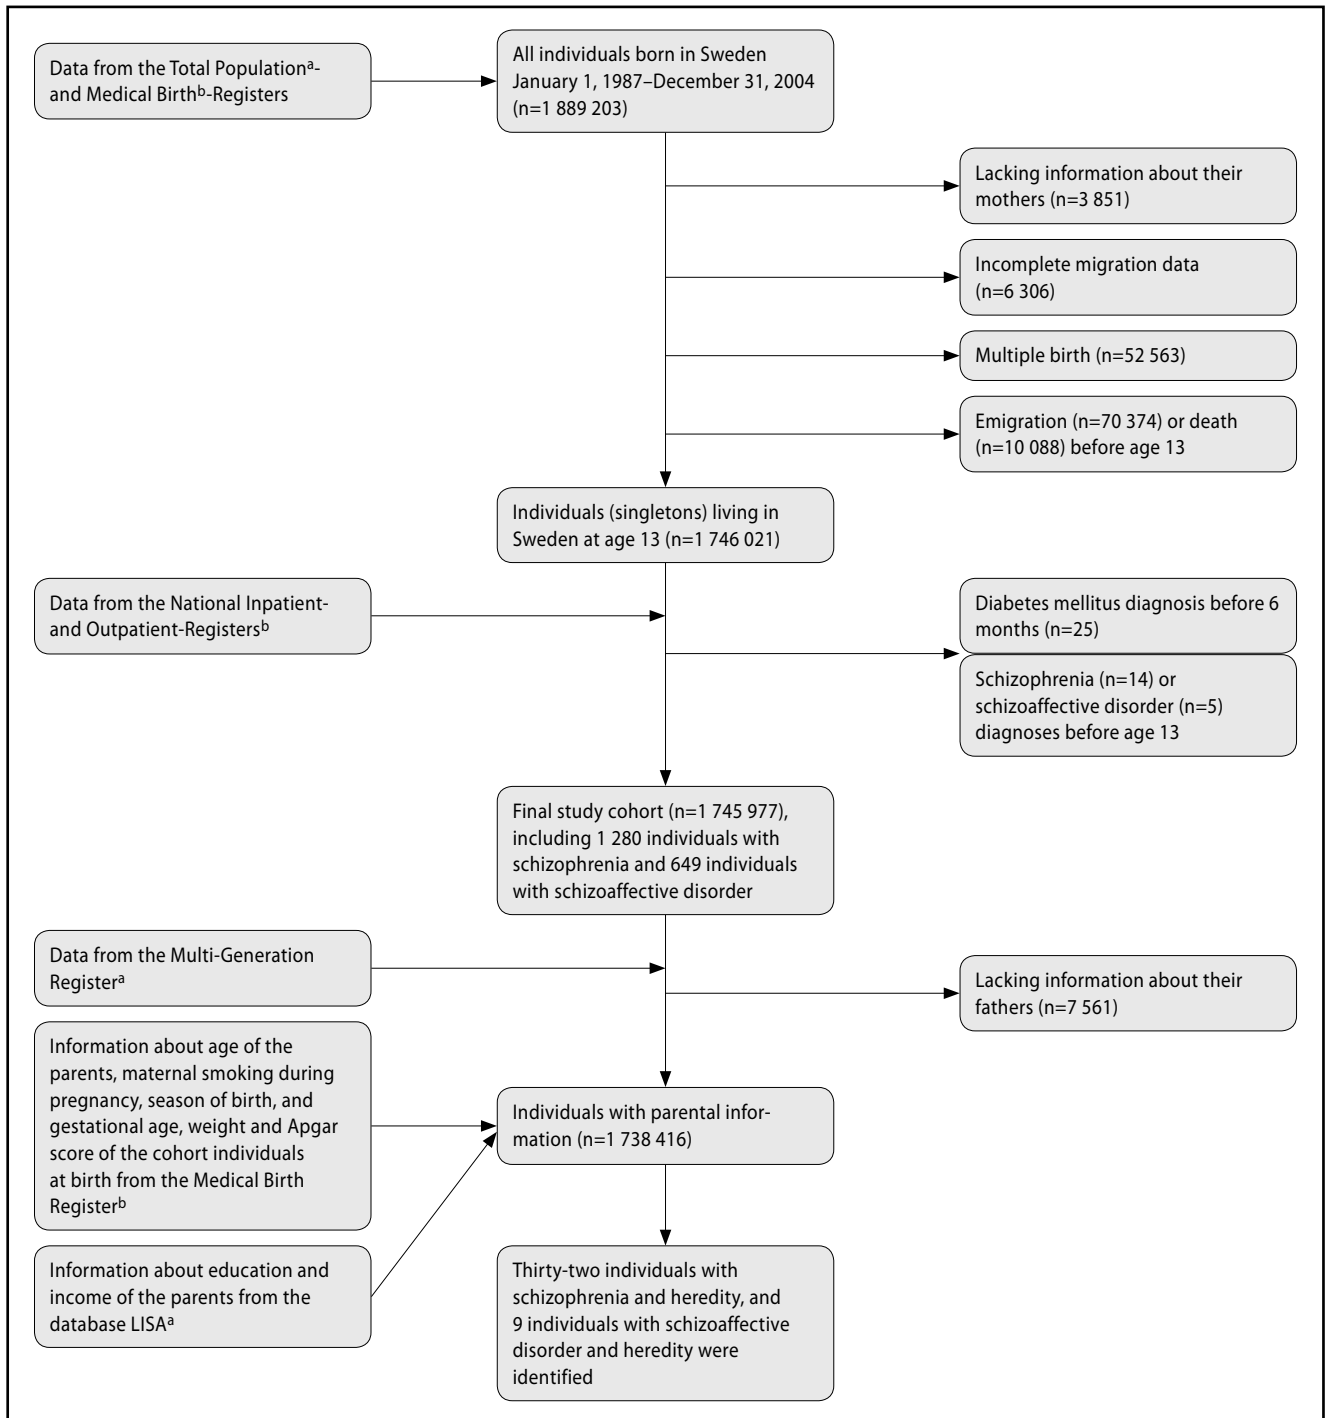 Data from the Total Populationa-
and Medical Birthb-Registers
All individuals born in Sweden
January 1, 1987–December 31, 2004
(n=1 889 203)
Lacking information about their
mothers (n=3 851)
Incomplete migration data
(n=6 306)
Multiple birth (n=52 563)
Emigration (n=70 374) or death
(n=10 088) before age 13
Individuals (singletons) living in
Sweden at age 13 (n=1 746 021)
Data from the National Inpatient-
and Outpatient-Registersb
Diabetes mellitus diagnosis before 6
months (n=25)
Schizophrenia (n=14) or
schizoaffective disorder (n=5)
diagnoses before age 13
Final study cohort (n=1 745 977),
including 1 280 individuals with
schizophrenia and 649 individuals
with schizoaffective disorder
Data from the Multi-Generation
Registera
Lacking information about their
fathers (n=7 561)
Information about age of the
parents, maternal smoking during
pregnancy, season of birth, and
gestational age, weight and Apgar
score of the cohort individuals
at birth from the Medical Birth
Registerb
Individuals with parental infor-
mation (n=1 738 416)
Information about education and
income of the parents from the
database LISAa
Thirty-two individuals with
schizophrenia and heredity, and
9 individuals with schizoaffective
disorder and heredity were
identified